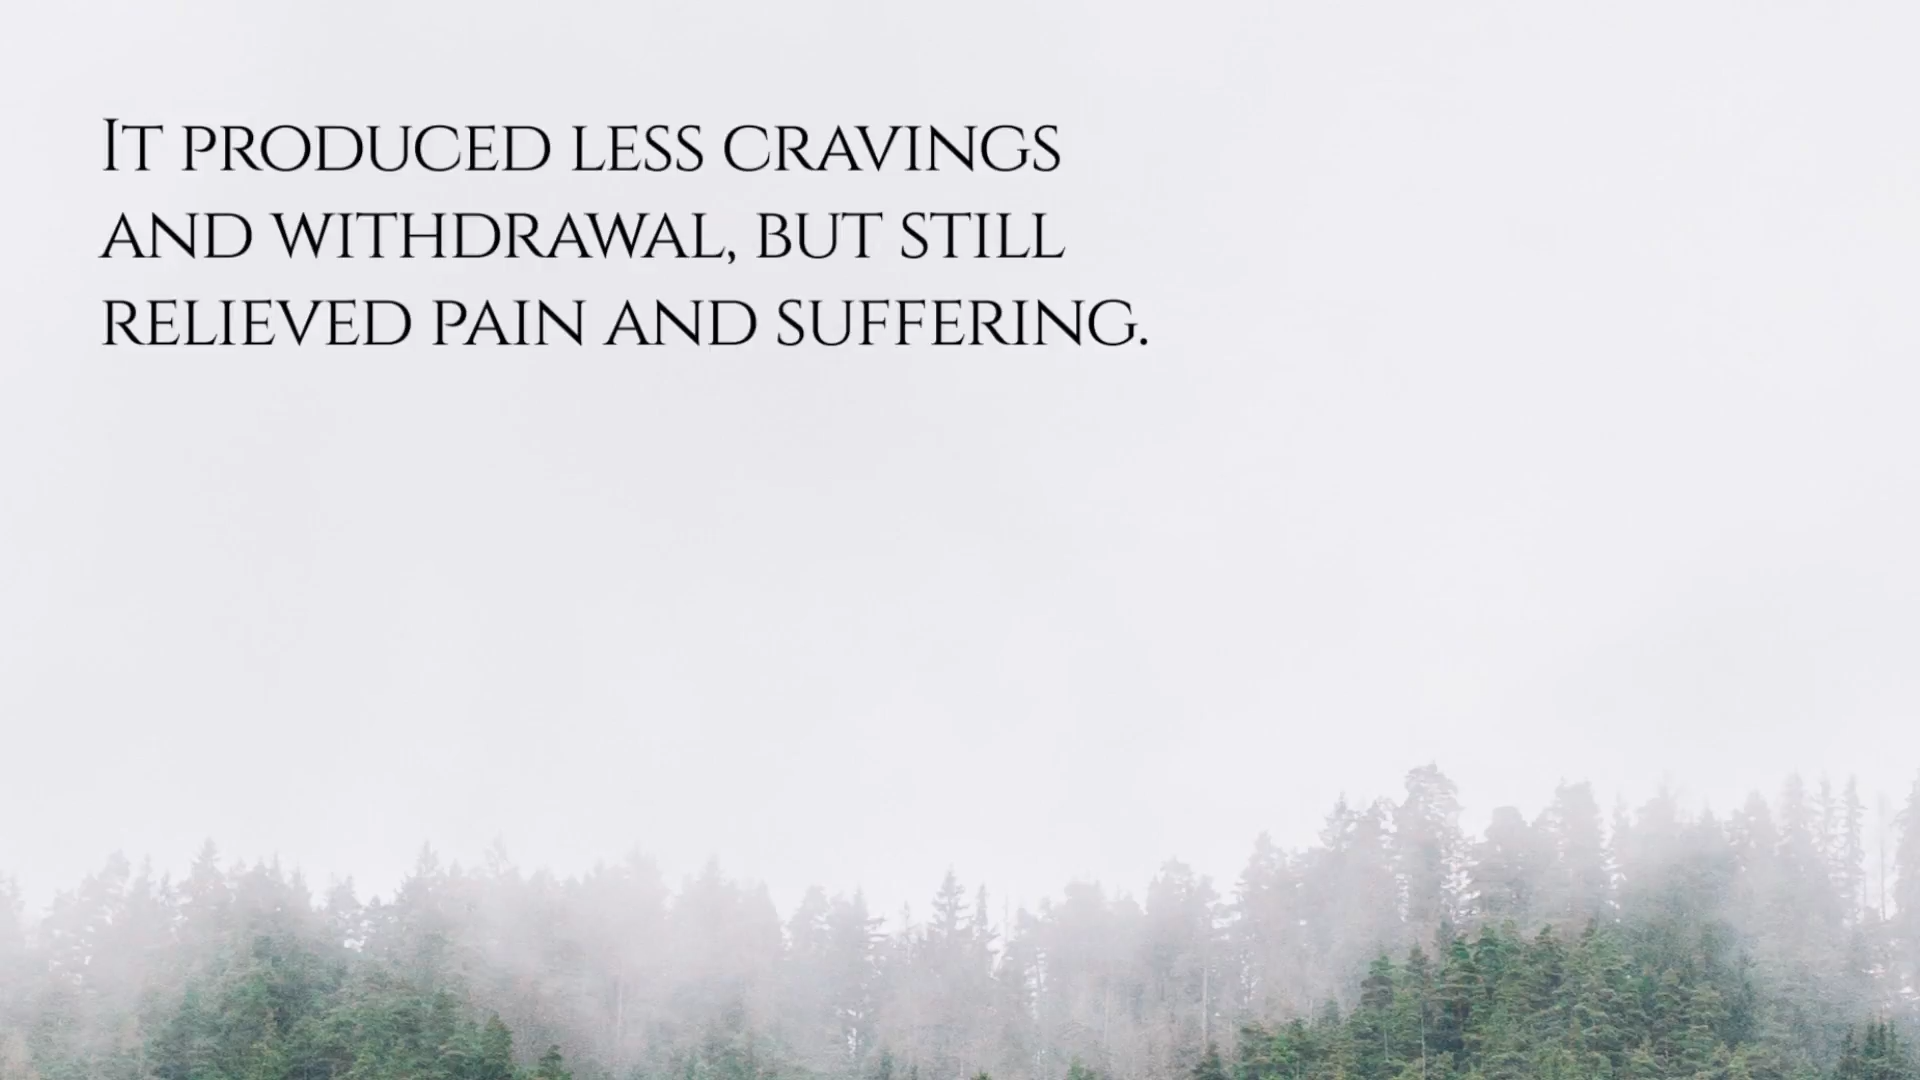 It produced less cravings
and withdrawal, but still
relieved pain and suffering.